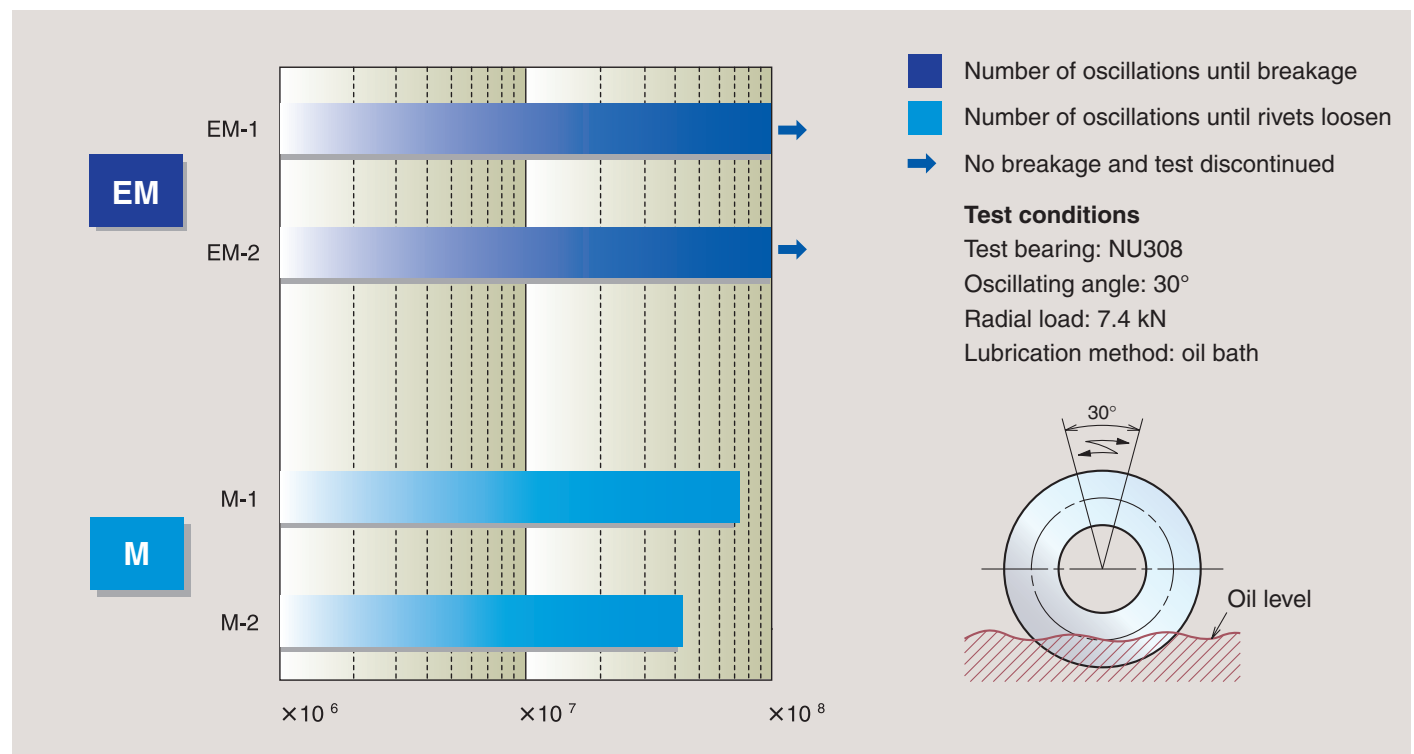 EM
EM-1
EM-2
M
M-1
M-2
×10 6
×10 7
×10 8
Number of oscillations until breakage
Number of oscillations until rivets loosen
No breakage and test discontinued
Test conditions
Test bearing: NU308
Oscillating angle: 30°
Radial load: 7.4 kN
Lubrication method: oil bath
30°
Oil level